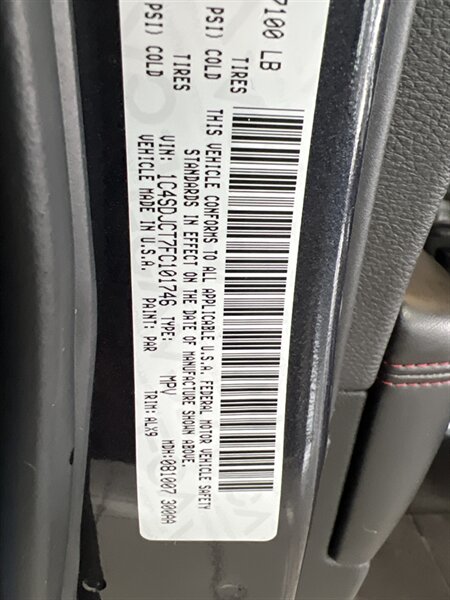 7100 LB
TIRES
PSI) COLD
TIRES
PSI) COLD
THIS VEHICLE CONFORMS TO ALL APPLICABLE U.S.A. FEDERAL MOTOR VEHICLE SAFETY
STANDARDS IN EFFECT ON THE DATE OF MANUFACTURE SHOWN ABOVE.
VIN: 1C4SDJCT7FC101746 TYPE: MPV MDH:081007 300AA
VEHICLE MADE IN U.S.A. PAINT: PAR TRIM:ALX9